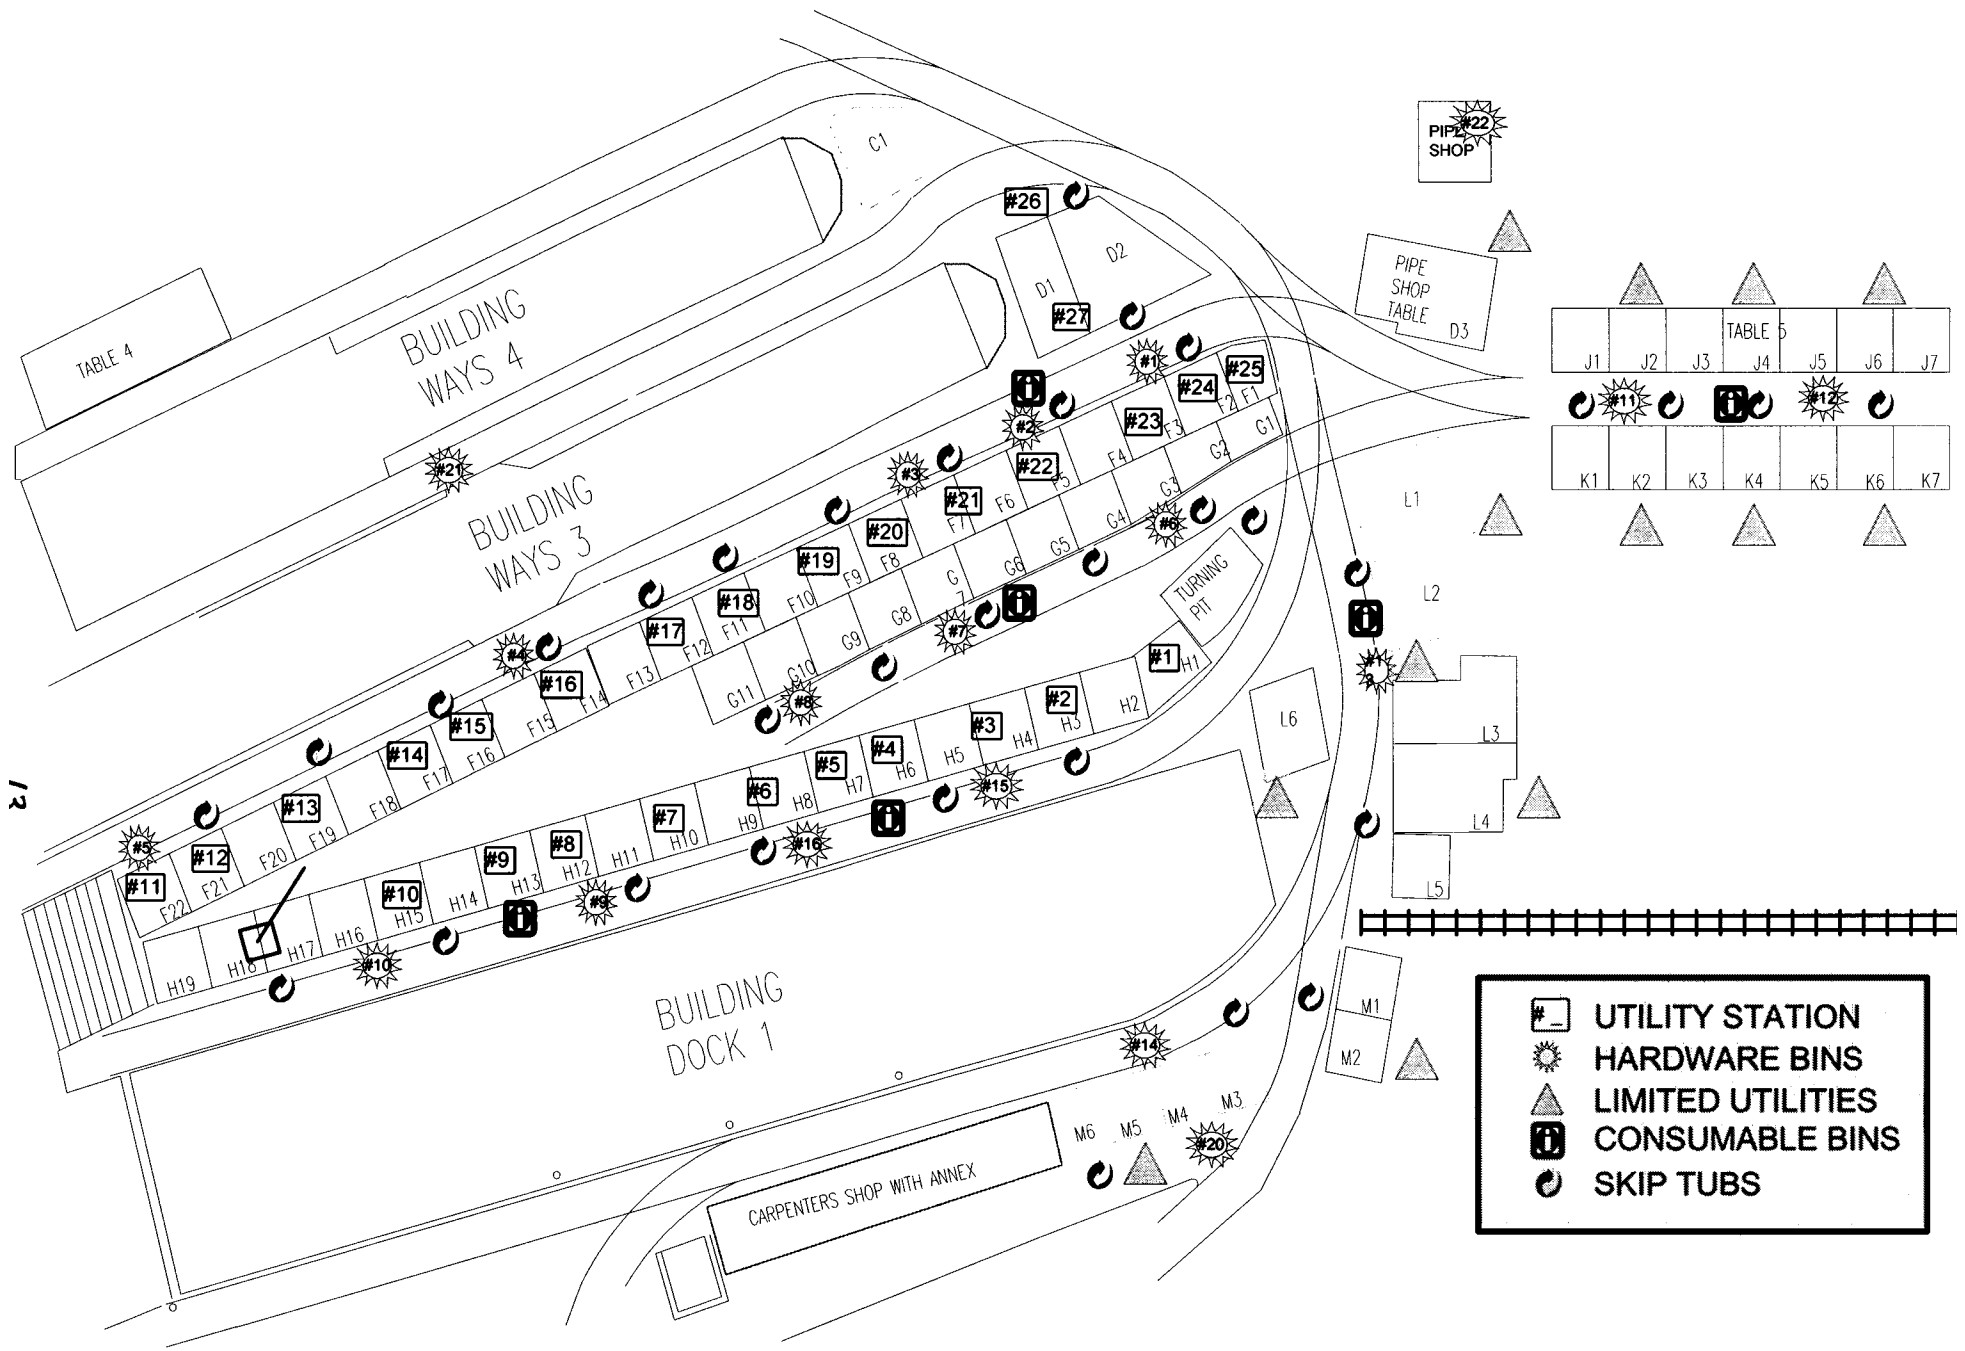 C1
#22
PIPE
SHOP
#26
D2
D1
#27
PIPE
SHOP
TABLE
D3
TABLE 4
BUILDING
WAYS 4
TABLE 5
J1 J2 J3 J4 J5 J6 J7
#11 #12
K1 K2 K3 K4 K5 K6 K7
#21
BUILDING
WAYS 3
#1
#2
#3
#4
#5
#25
#24
#23
#22
#21
#20
#19
#18
#17
#16
#15
#14
#13
#12
#11
F1
F2
F3
F4
F5
F6
F7
F8
F9
F10
F11
F12
F13
F14
F15
F16
F17
F18
F19
F20
F21
F22
G1
G2
G3
G4
G5
G6
G
7
G8
G9
G10
G11
#6
#7
#8
TURNING
PIT
L1
L2
#1
3
L3
L4
L5
L6
#1
#2
#3
#4
#5
#6
#7
#8
#9
#10
H1
H2
H3
H4
H5
H6
H7
H8
H9
H10
H11
H12
H13
H14
H15
H16
H17
H18
H19
#15
#16
#9
#10
12
BUILDING
DOCK 1
#14
M1
M2
M3
M4
M5
M6
#20
CARPENTERS SHOP WITH ANNEX
# _ UTILITY STATION
HARDWARE BINS
LIMITED UTILITIES
CONSUMABLE BINS
SKIP TUBS